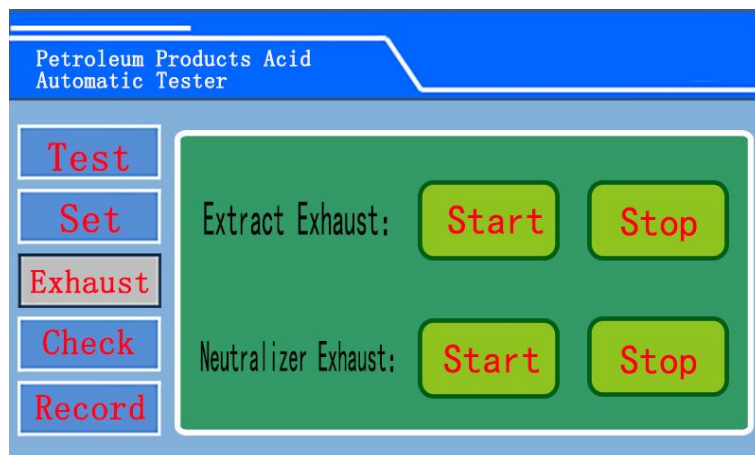 Petroleum Products Acid
Automatic Tester
Test
Set
Exhaust
Check
Record
Extract Exhaust: Start Stop
Neutralizer Exhaust: Start Stop